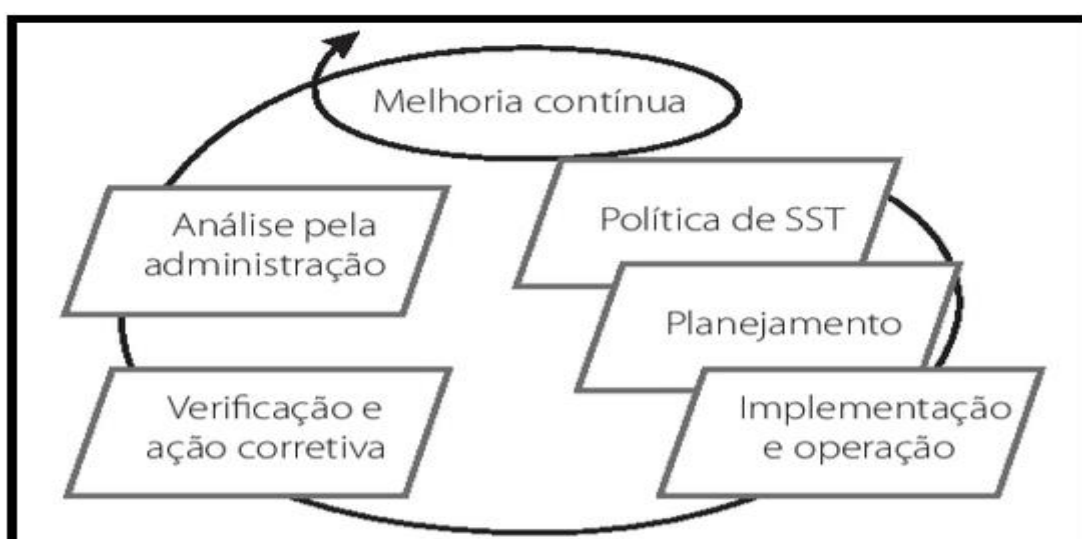 Melhoria contínua
Política de SST
Planejamento
Implementação
e operação
Verificação e
ação corretiva
Análise pela
administração